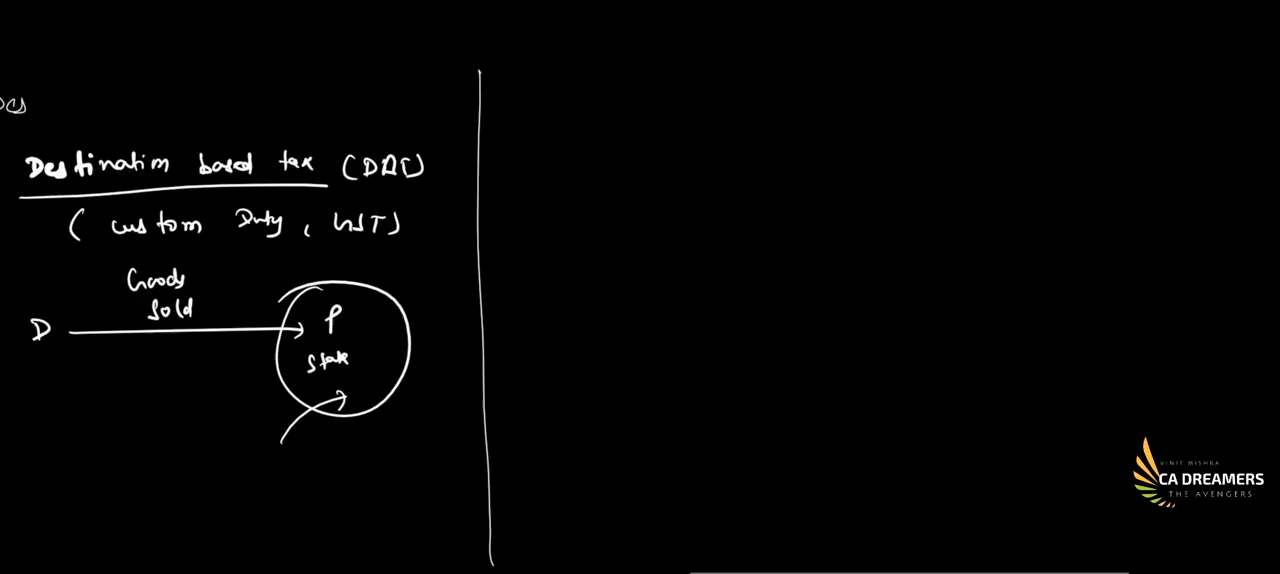 Destination based tax (DBT)
( Custom Duty, GST)
Goods
Sold
D
P
State
VINIT MISHRA
CA DREAMERS
THE AVENGERS